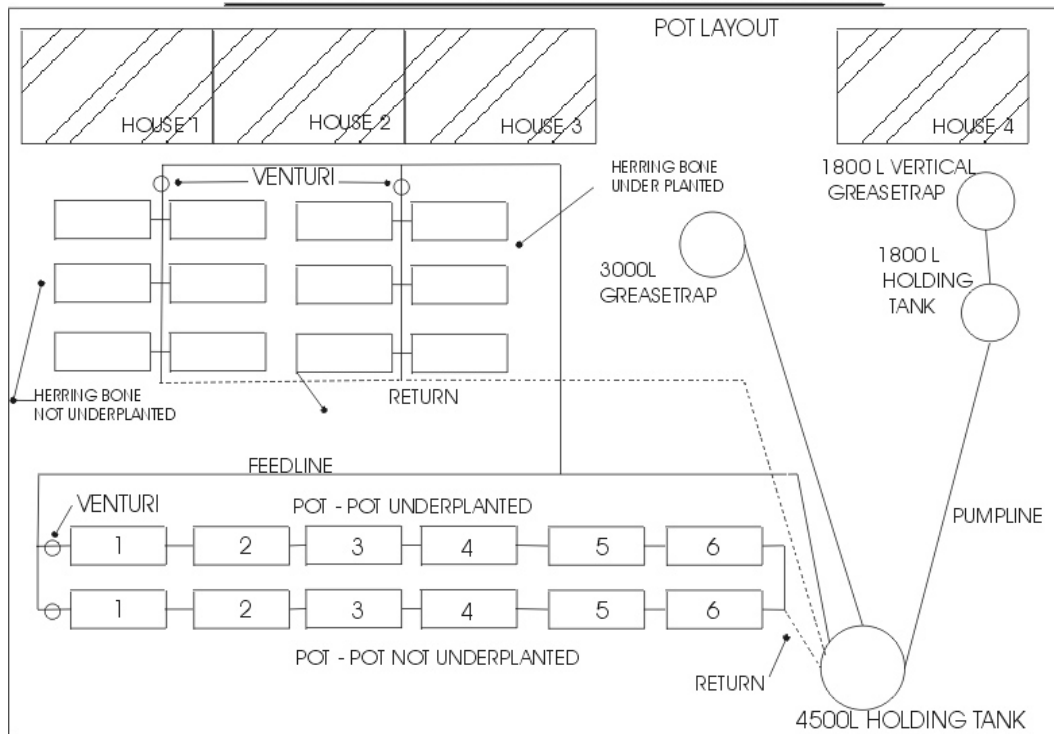 POT LAYOUT
HOUSE 1
HOUSE 2
HOUSE 3
HOUSE 4
VENTURI
HERRING BONE
UNDER PLANTED
1800 L VERTICAL
GREASETRAP
3000L
GREASETRAP
1800 L
HOLDING
TANK
HERRING BONE
NOT UNDERPLANTED
RETURN
FEEDLINE
VENTURI
POT - POT UNDERPLANTED
PUMPLINE
1 2 3 4 5 6
1 2 3 4 5 6
POT - POT NOT UNDERPLANTED
RETURN
4500L HOLDING TANK